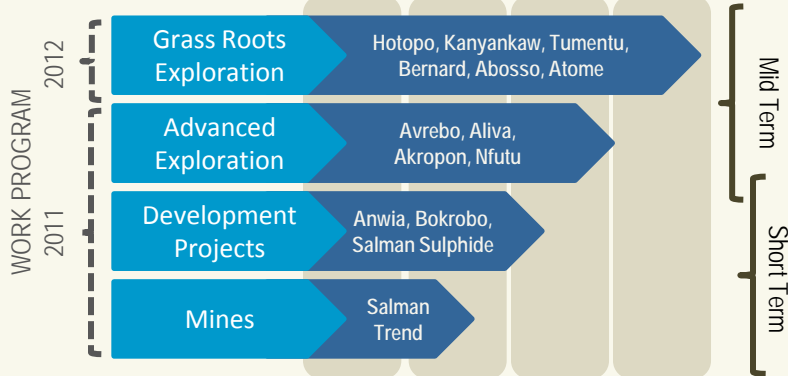 WORK PROGRAM
2012
2011
Grass Roots
Exploration
Hotopo, Kanyankaw, Tumentu,
Bernard, Abosso, Atome
Advanced
Exploration
Avrebo, Aliva,
Akropon, Nfutu
Development
Projects
Anwia, Bokrobo,
Salman Sulphide
Mines
Salman
Trend
Mid Term
Short Term